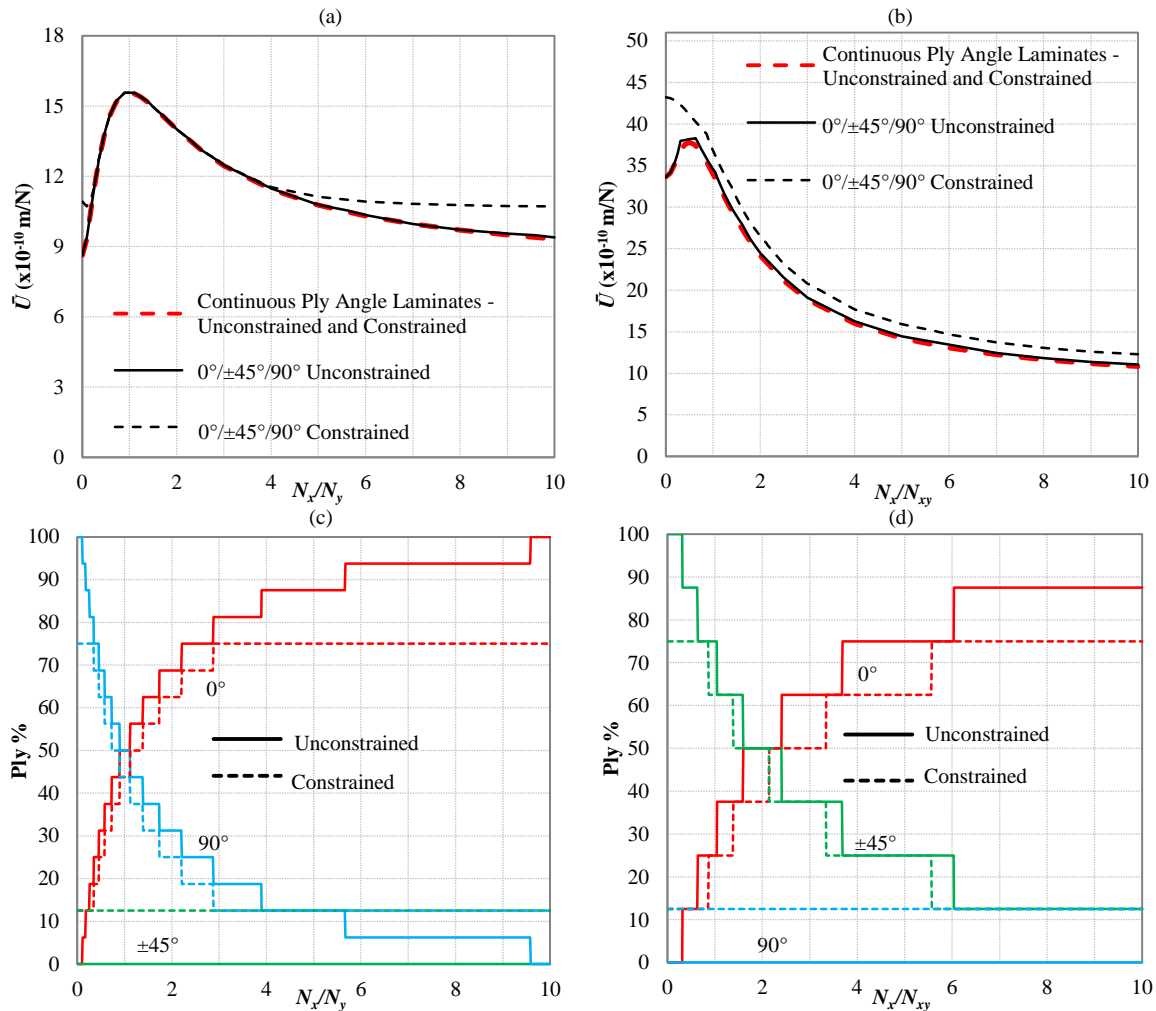 (a)
18
15
12
9
6
3
0
Ū (x10⁻¹⁰ m/N)
Continuous Ply Angle Laminates -
Unconstrained and Constrained
0°/±45°/90° Unconstrained
0°/±45°/90° Constrained
0 2 4 6 8 10
Nₓ/Nᵧ
(b)
50
45
40
35
30
25
20
15
10
5
0
Ū (x10⁻¹⁰ m/N)
Continuous Ply Angle Laminates -
Unconstrained and Constrained
0°/±45°/90° Unconstrained
0°/±45°/90° Constrained
0 2 4 6 8 10
Nₓ/Nₓᵧ
(c)
100
90
80
70
60
50
40
30
20
10
0
Ply %
0°
Unconstrained
Constrained
90°
±45°
0 2 4 6 8 10
Nₓ/Nᵧ
(d)
100
90
80
70
60
50
40
30
20
10
0
Ply %
0°
Unconstrained
Constrained
±45°
90°
0 2 4 6 8 10
Nₓ/Nₓᵧ